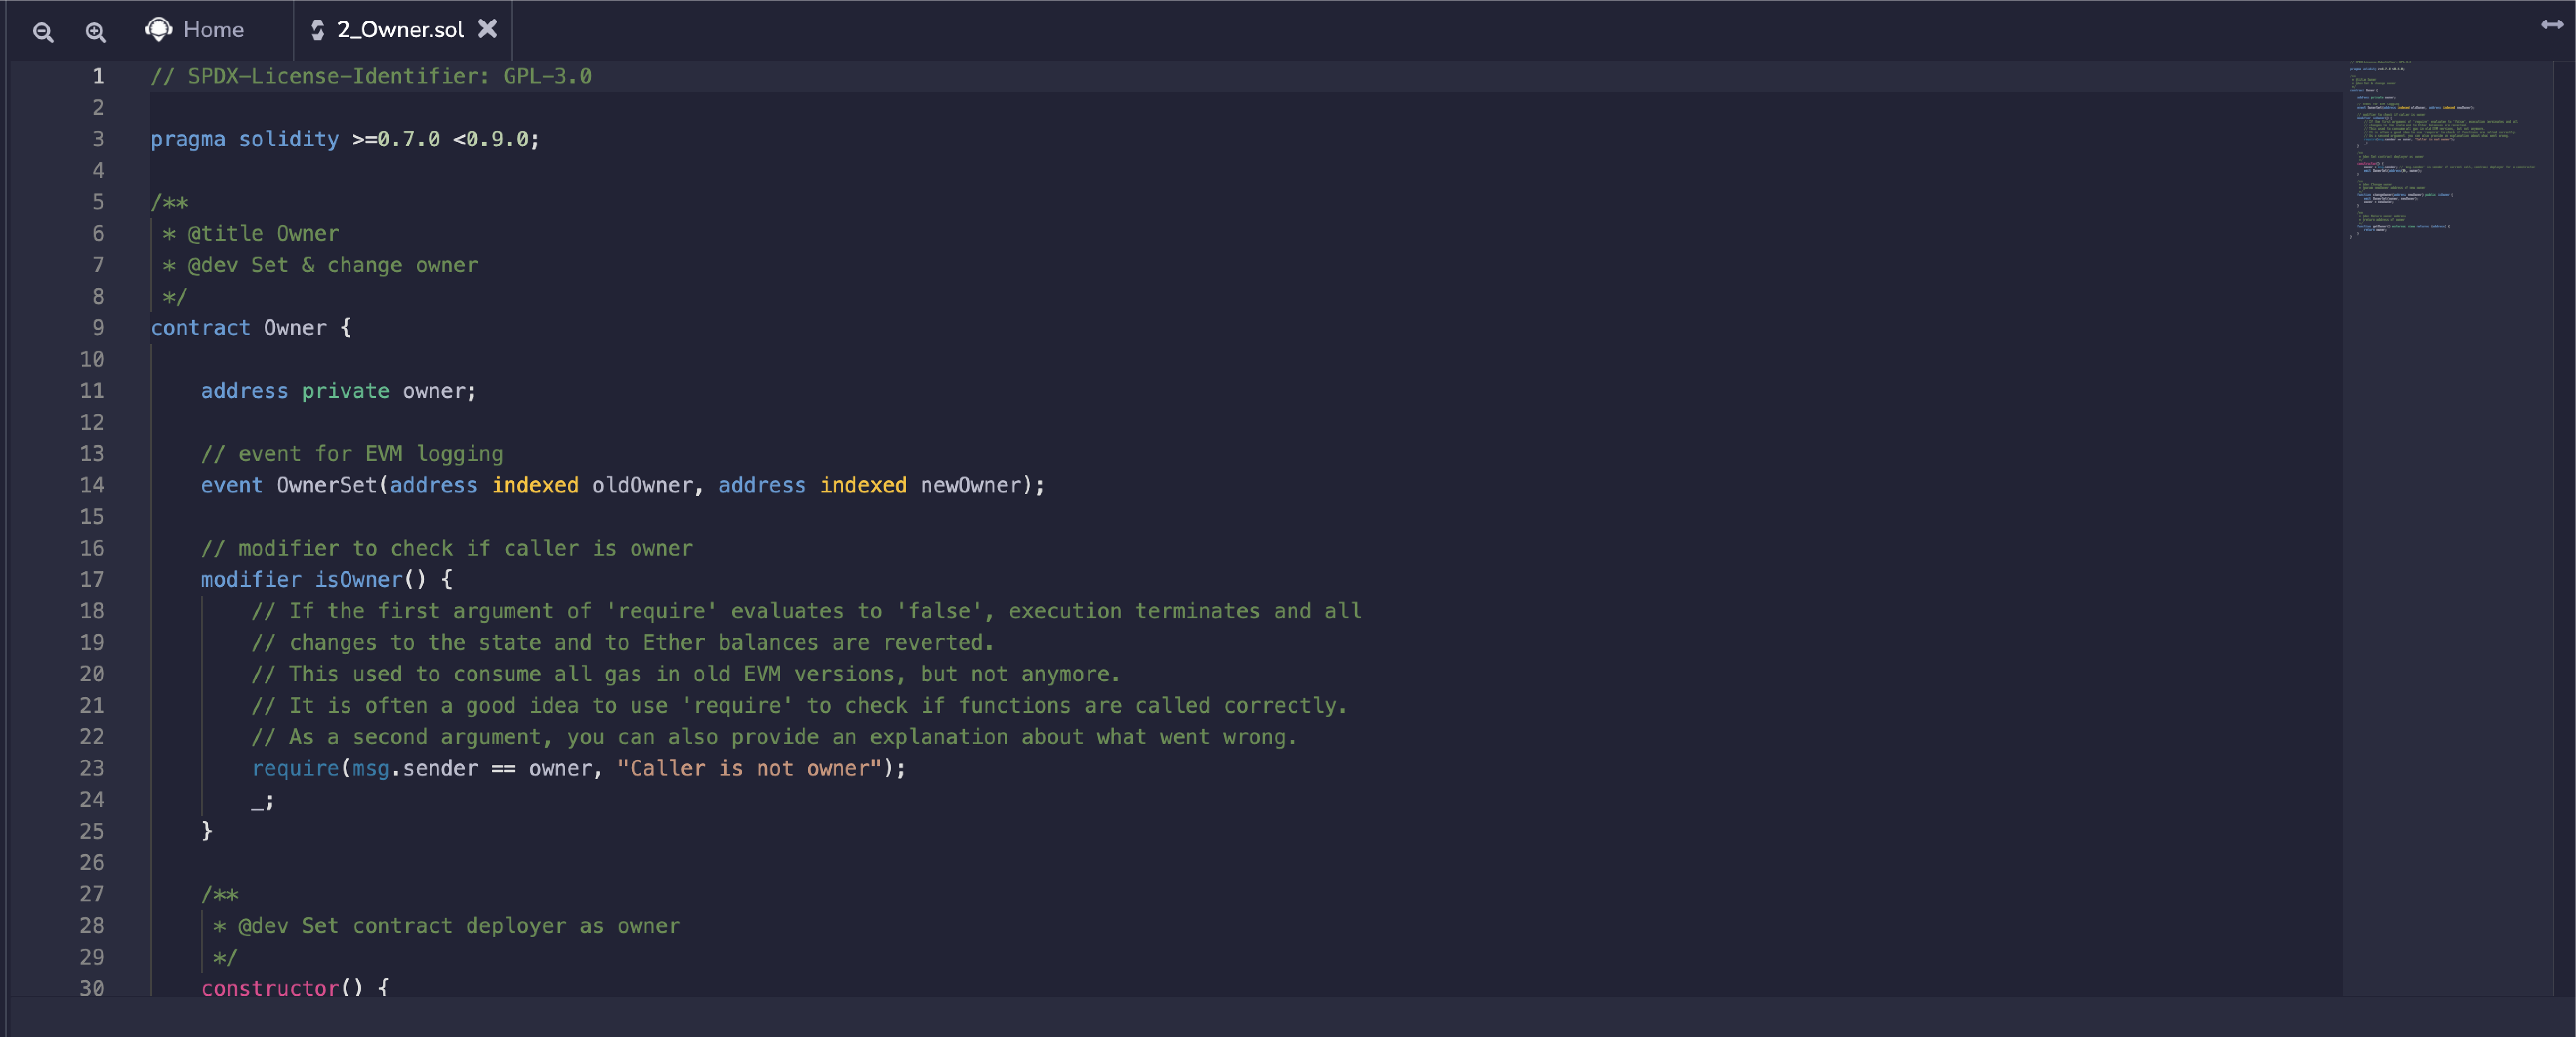 Home 2_Owner.sol
1 // SPDX-License-Identifier: GPL-3.0
2
3 pragma solidity >=0.7.0 <0.9.0;
4
5 /**
6  * @title Owner
7  * @dev Set & change owner
8  */
9 contract Owner {
10
11     address private owner;
12
13     // event for EVM logging
14     event OwnerSet(address indexed oldOwner, address indexed newOwner);
15
16     // modifier to check if caller is owner
17     modifier isOwner() {
18         // If the first argument of 'require' evaluates to 'false', execution terminates and all
19         // changes to the state and to Ether balances are reverted.
20         // This used to consume all gas in old EVM versions, but not anymore.
21         // It is often a good idea to use 'require' to check if functions are called correctly.
22         // As a second argument, you can also provide an explanation about what went wrong.
23         require(msg.sender == owner, "Caller is not owner");
24         _;
25     }
26
27     /**
28      * @dev Set contract deployer as owner
29      */
30     constructor() {